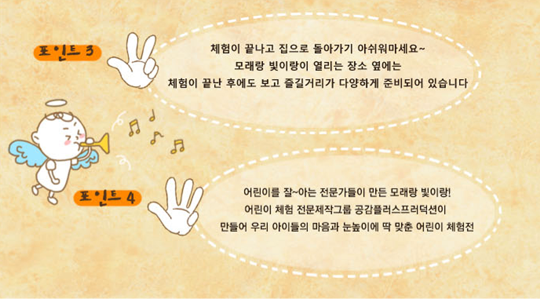 포인트 3
체험이 끝나고 집으로 돌아가기 아쉬워마세요~
모래랑 빛이랑이 열리는 장소 옆에는
체험이 끝난 후에도 보고 즐길거리가 다양하게 준비되어 있습니다
포인트 4
어린이를 잘~아는 전문가들이 만든 모래랑 빛이랑!
어린이 체험 전문제작그룹 공감플러스프러덕션이
만들어 우리 아이들의 마음과 눈높이에 딱 맞춘 어린이 체험전